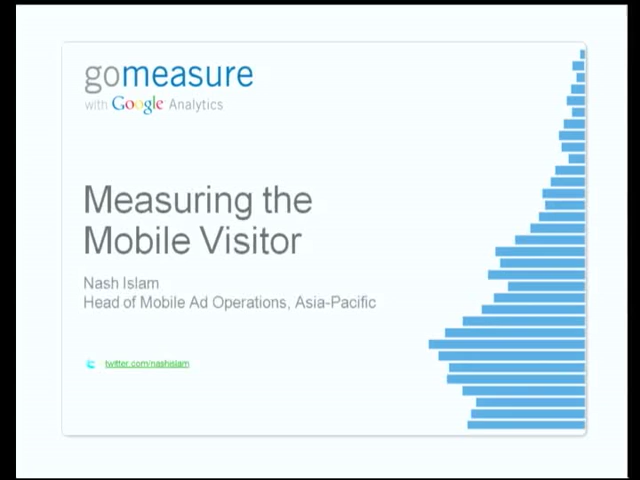 gomeasure
with Google Analytics
Measuring the
Mobile Visitor
Nash Islam
Head of Mobile Ad Operations, Asia-Pacific
twitter.com/nashislam